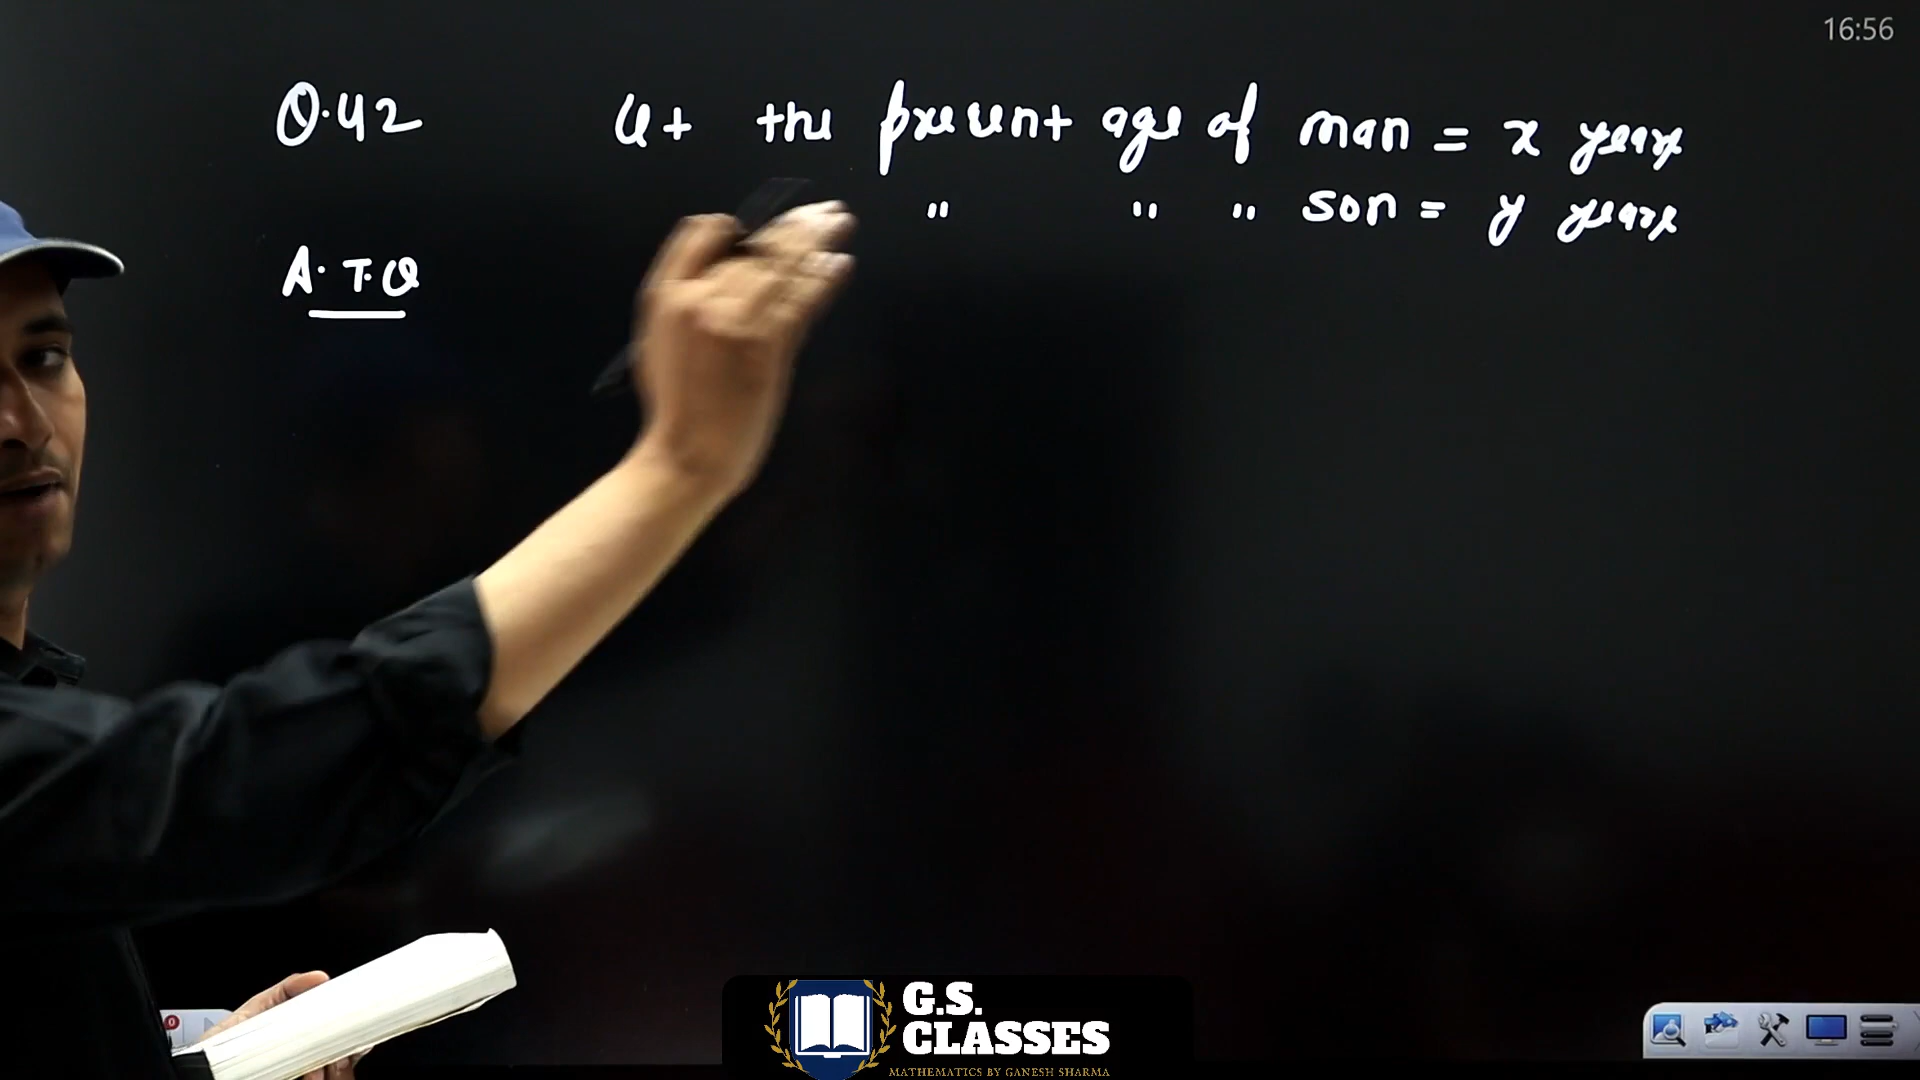 16:56
Q.42 Let the present age of man = x years
" " " son = y years
A.T.Q
G.S.
CLASSES
MATHEMATICS BY GANESH SHARMA